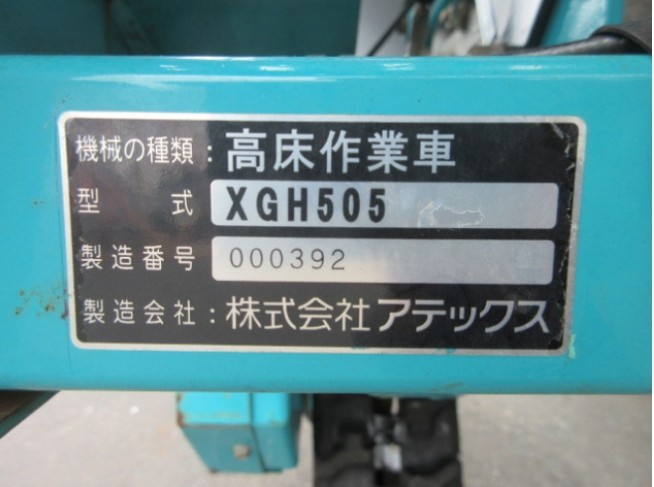 機械の種類：高床作業車
型式 XGH505
製造番号 000392
製造会社：株式会社アテックス